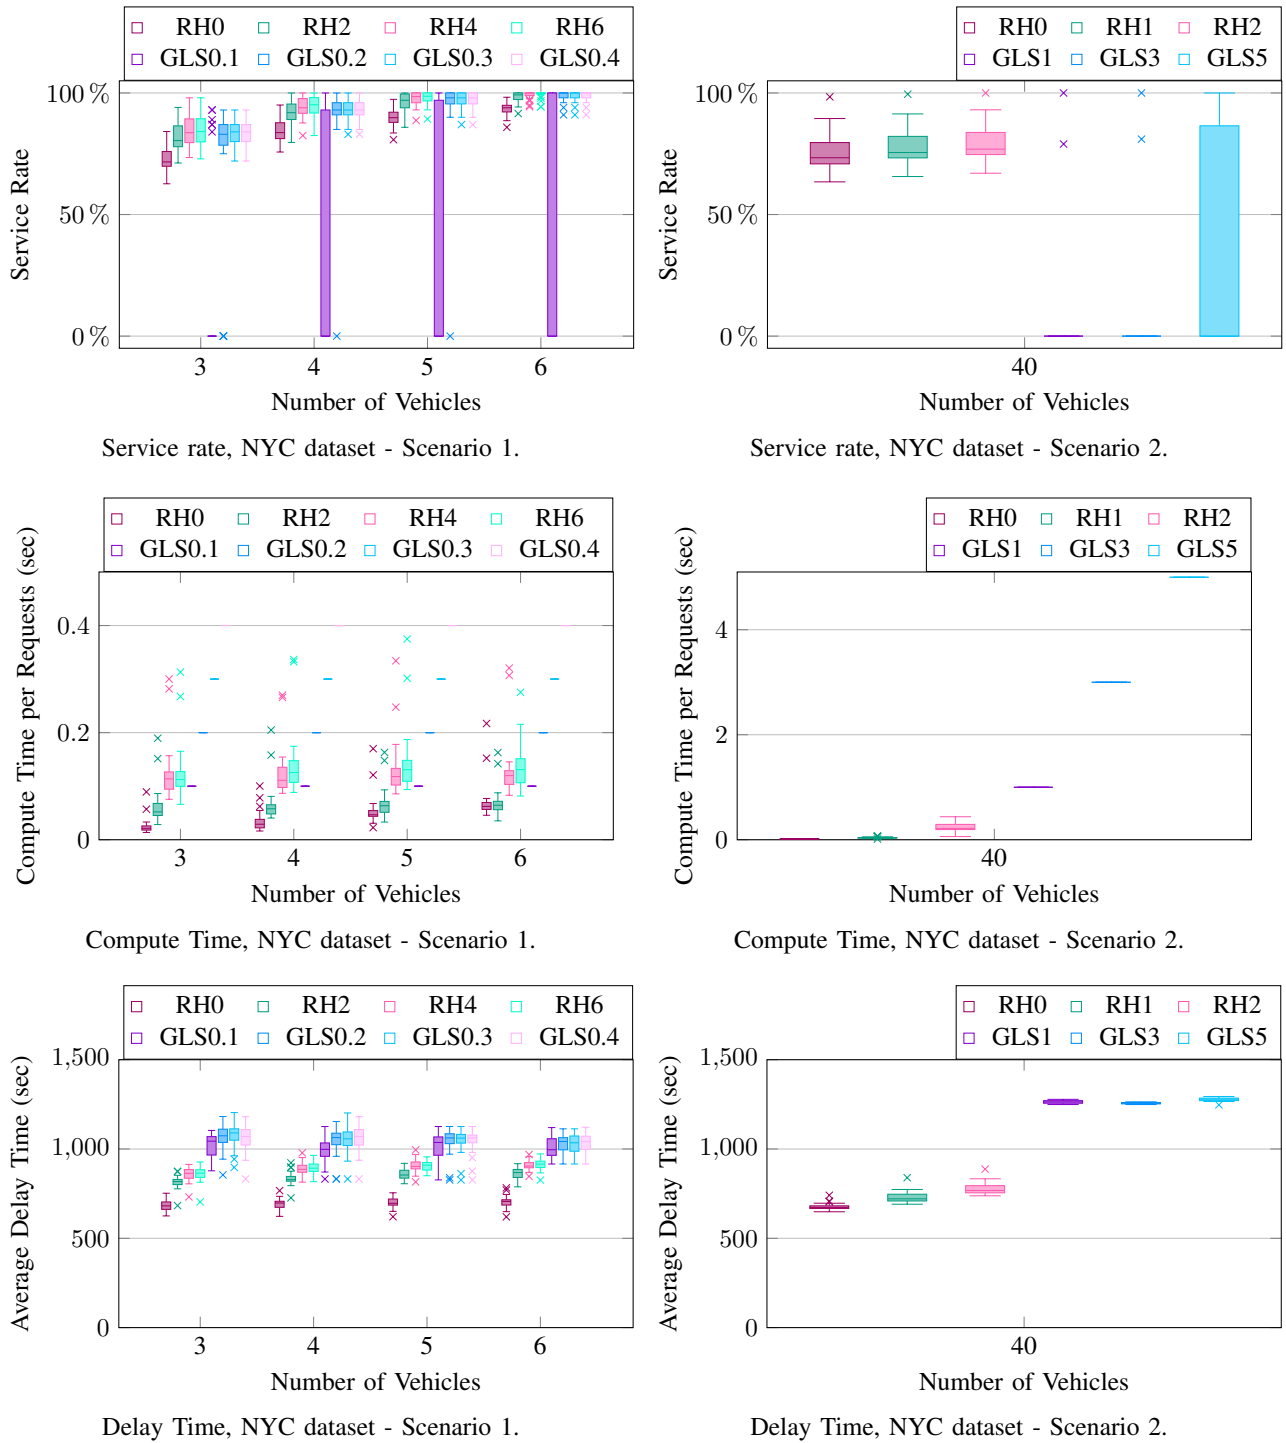 RH0 RH2 RH4 RH6
GLS0.1 GLS0.2 GLS0.3 GLS0.4
100 %
50 %
0 %
Service Rate
3 4 5 6
Number of Vehicles
Service rate, NYC dataset - Scenario 1.
RH0 RH1 RH2
GLS1 GLS3 GLS5
100 %
50 %
0 %
Service Rate
40
Number of Vehicles
Service rate, NYC dataset - Scenario 2.
RH0 RH2 RH4 RH6
GLS0.1 GLS0.2 GLS0.3 GLS0.4
0.4
0.2
0
Compute Time per Requests (sec)
3 4 5 6
Number of Vehicles
Compute Time, NYC dataset - Scenario 1.
RH0 RH1 RH2
GLS1 GLS3 GLS5
4
2
0
Compute Time per Requests (sec)
40
Number of Vehicles
Compute Time, NYC dataset - Scenario 2.
RH0 RH2 RH4 RH6
GLS0.1 GLS0.2 GLS0.3 GLS0.4
1,500
1,000
500
0
Average Delay Time (sec)
3 4 5 6
Number of Vehicles
Delay Time, NYC dataset - Scenario 1.
RH0 RH1 RH2
GLS1 GLS3 GLS5
1,500
1,000
500
0
Average Delay Time (sec)
40
Number of Vehicles
Delay Time, NYC dataset - Scenario 2.